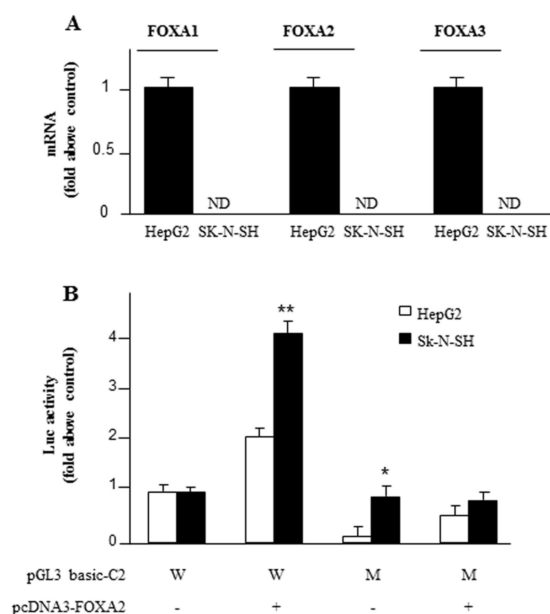 A
FOXA1 FOXA2 FOXA3
mRNA
(fold above control)
1
0.5
0
ND ND ND
HepG2 SK-N-SH HepG2 SK-N-SH HepG2 SK-N-SH
B
Luc activity
(fold above control)
4
3
2
1
0
**
*
HepG2
Sk-N-SH
pGL3 basic-C2 W W M M
pcDNA3-FOXA2 - + - +